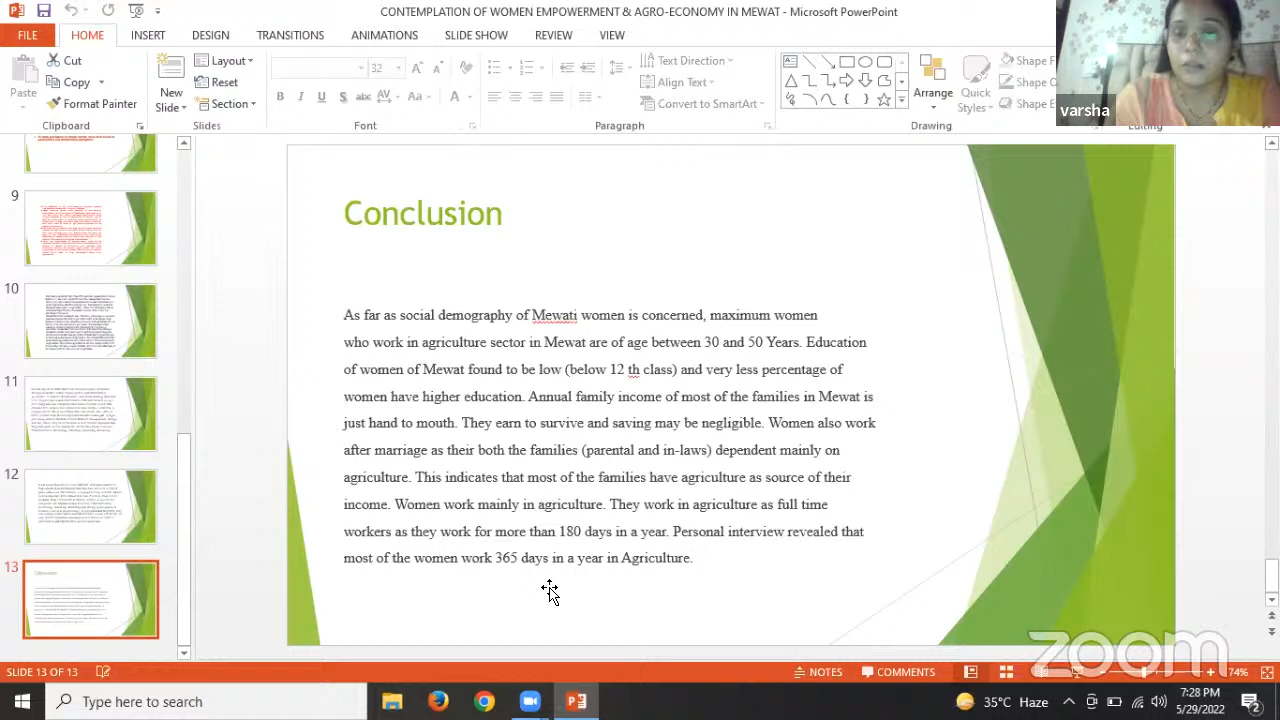 CONTEMPLATION OF WOMEN EMPOWERMENT & AGRO-ECONOMY IN MEWAT - Microsoft PowerPoint
FILE HOME INSERT DESIGN TRANSITIONS ANIMATIONS SLIDE SHOW REVIEW VIEW
Paste
Cut
Copy
Format Painter
Clipboard
New
Slide
Layout
Reset
Section
Slides
32
B I U S abc AV Aa A
Font
Text Direction
Align Text
Convert to SmartArt
Paragraph
Arrange
Quick
Styles
Shape F
Shape O
Shape E
Drawing
Editing
varsha
9
10
11
12
13
Conclusion
As far as social demography of Mewati women is concerned, maximum women
who work in agriculture sector in Mewat are of age between 30 and 50 Years. Education
of women of Mewat found to be low (below 12 th class) and very less percentage of
women have higher education. Annual family income of most of the families in Mewat is
just hand to mouth. They earn to survive and saving may be negligible. Women also work
after marriage as their both the families (parental and in-laws) dependent mainly on
agriculture. This indicates that most of the families have agriculture as source of their
income. Women work mainly inagriculture. They work in agriculture as full time
workers as they work for more than 180 days in a year. Personal interview revealed that
most of the women work 365 days in a year in Agriculture.
zoom
SLIDE 13 OF 13
NOTES COMMENTS 74%
Type here to search
35°C Haze
7:28 PM
5/29/2022
2